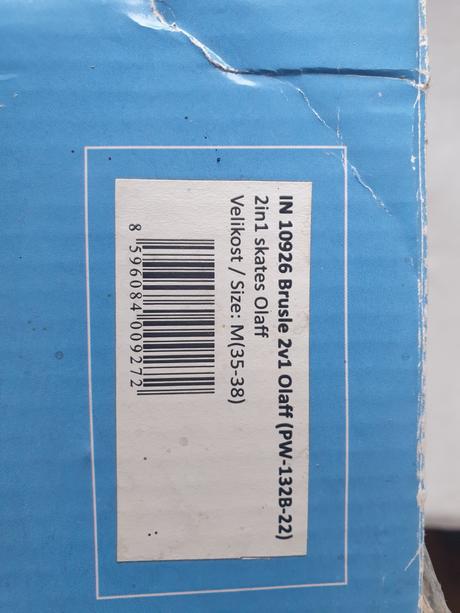 IN 10926 Brusle 2v1 Olaff (PW-132B-22)
2in1 skates Olaff
Velikost / Size: M(35-38)
8 596084 009272